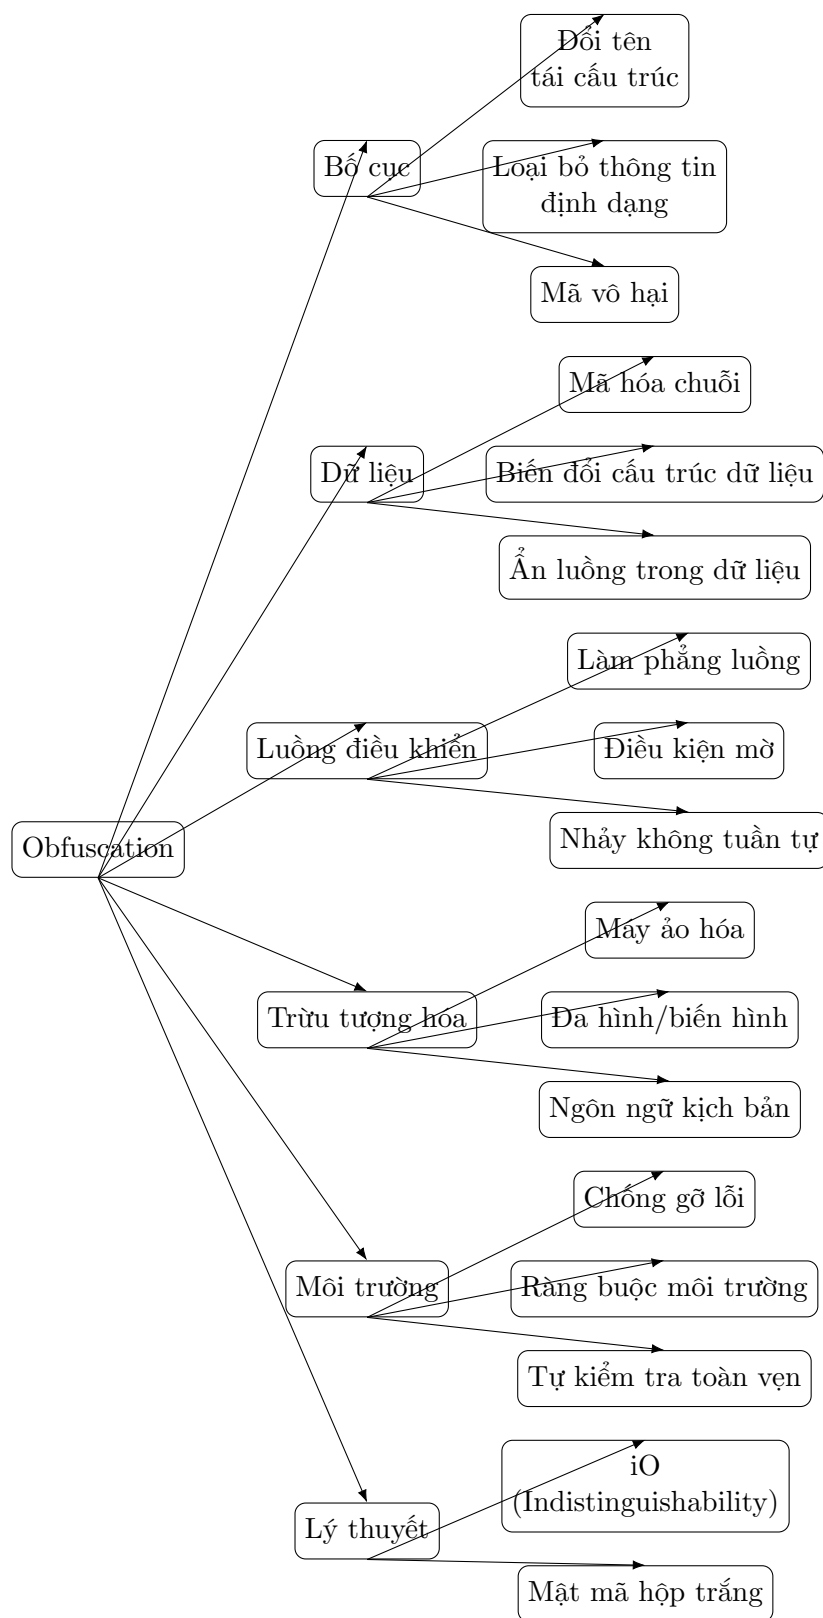 Đổi tên
tái cấu trúc
Bố cục
Loại bỏ thông tin
định dạng
Mã vô hại
Mã hóa chuỗi
Dữ liệu
Biến đổi cấu trúc dữ liệu
Ẩn luồng trong dữ liệu
Làm phẳng luồng
Luồng điều khiển
Điều kiện mờ
Nhảy không tuần tự
Obfuscation
Máy ảo hóa
Trừu tượng hóa
Đa hình/biến hình
Ngôn ngữ kịch bản
Chống gỡ lỗi
Môi trường
Ràng buộc môi trường
Tự kiểm tra toàn vẹn
iO
(Indistinguishability)
Lý thuyết
Mật mã hộp trắng